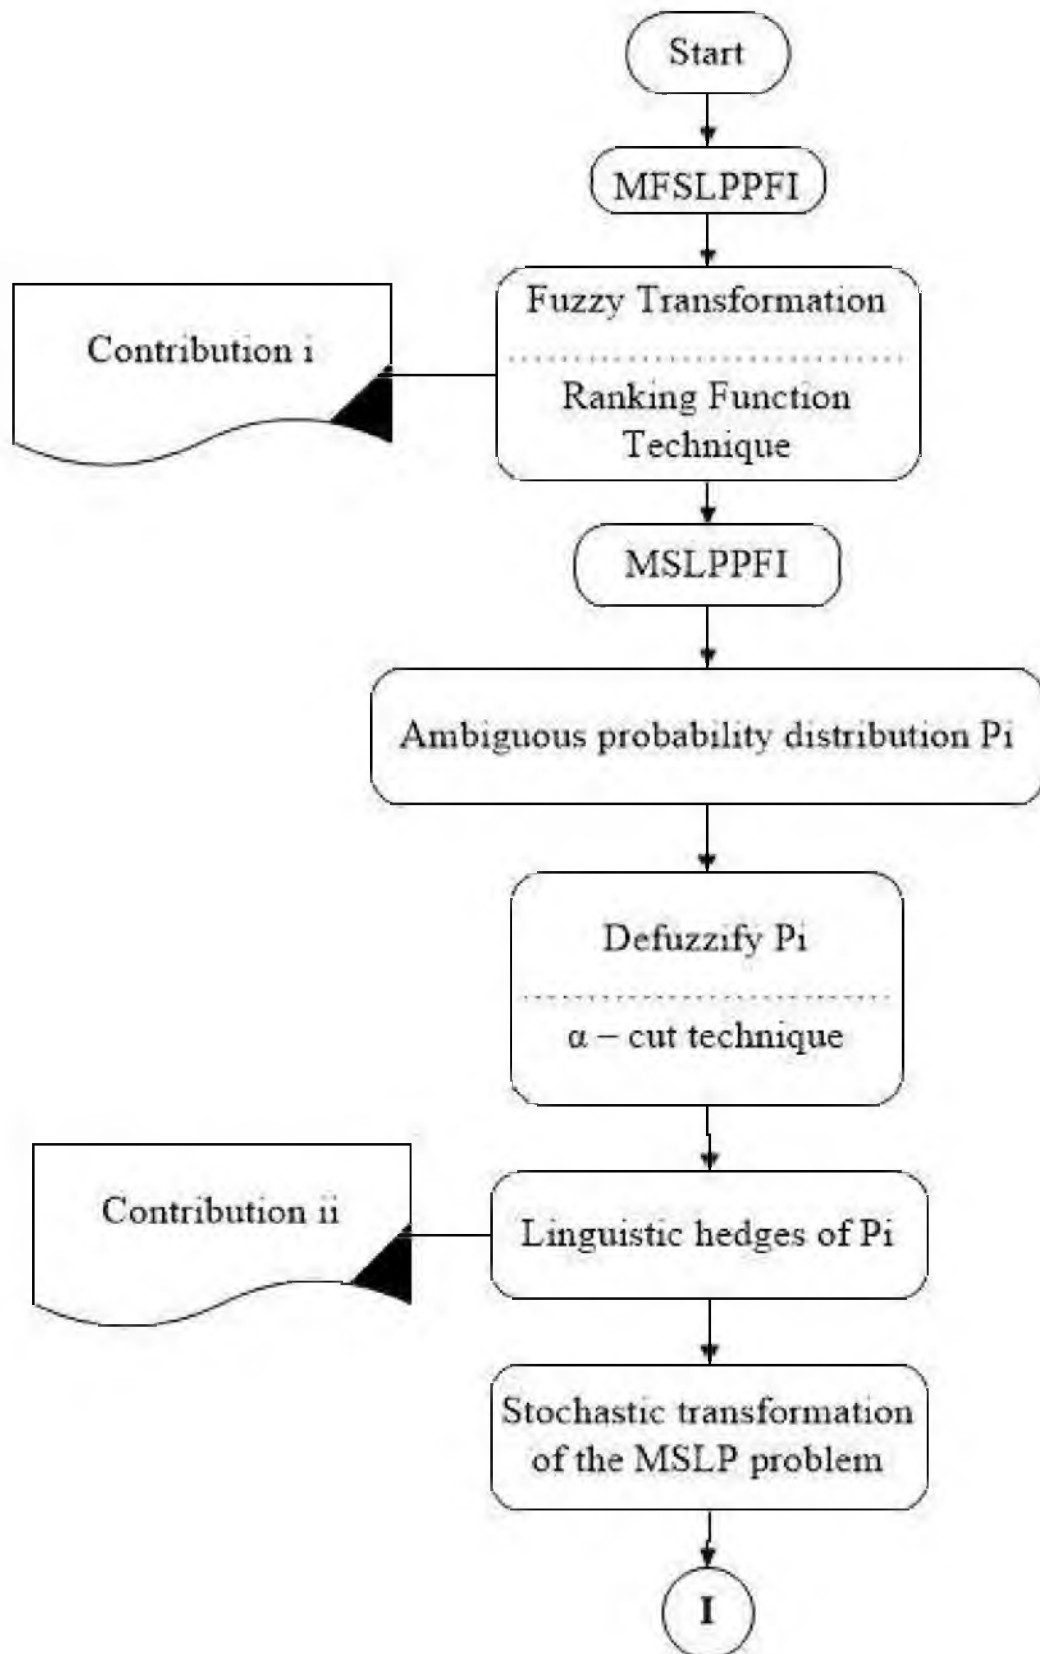 Start
MFSLPPFI
Fuzzy Transformation
Contribution i
Ranking Function
Technique
MSLPPFI
Ambiguous probability distribution Pi
Defuzzify Pi
α – cut technique
Contribution ii
Linguistic hedges of Pi
Stochastic transformation
of the MSLP problem
I